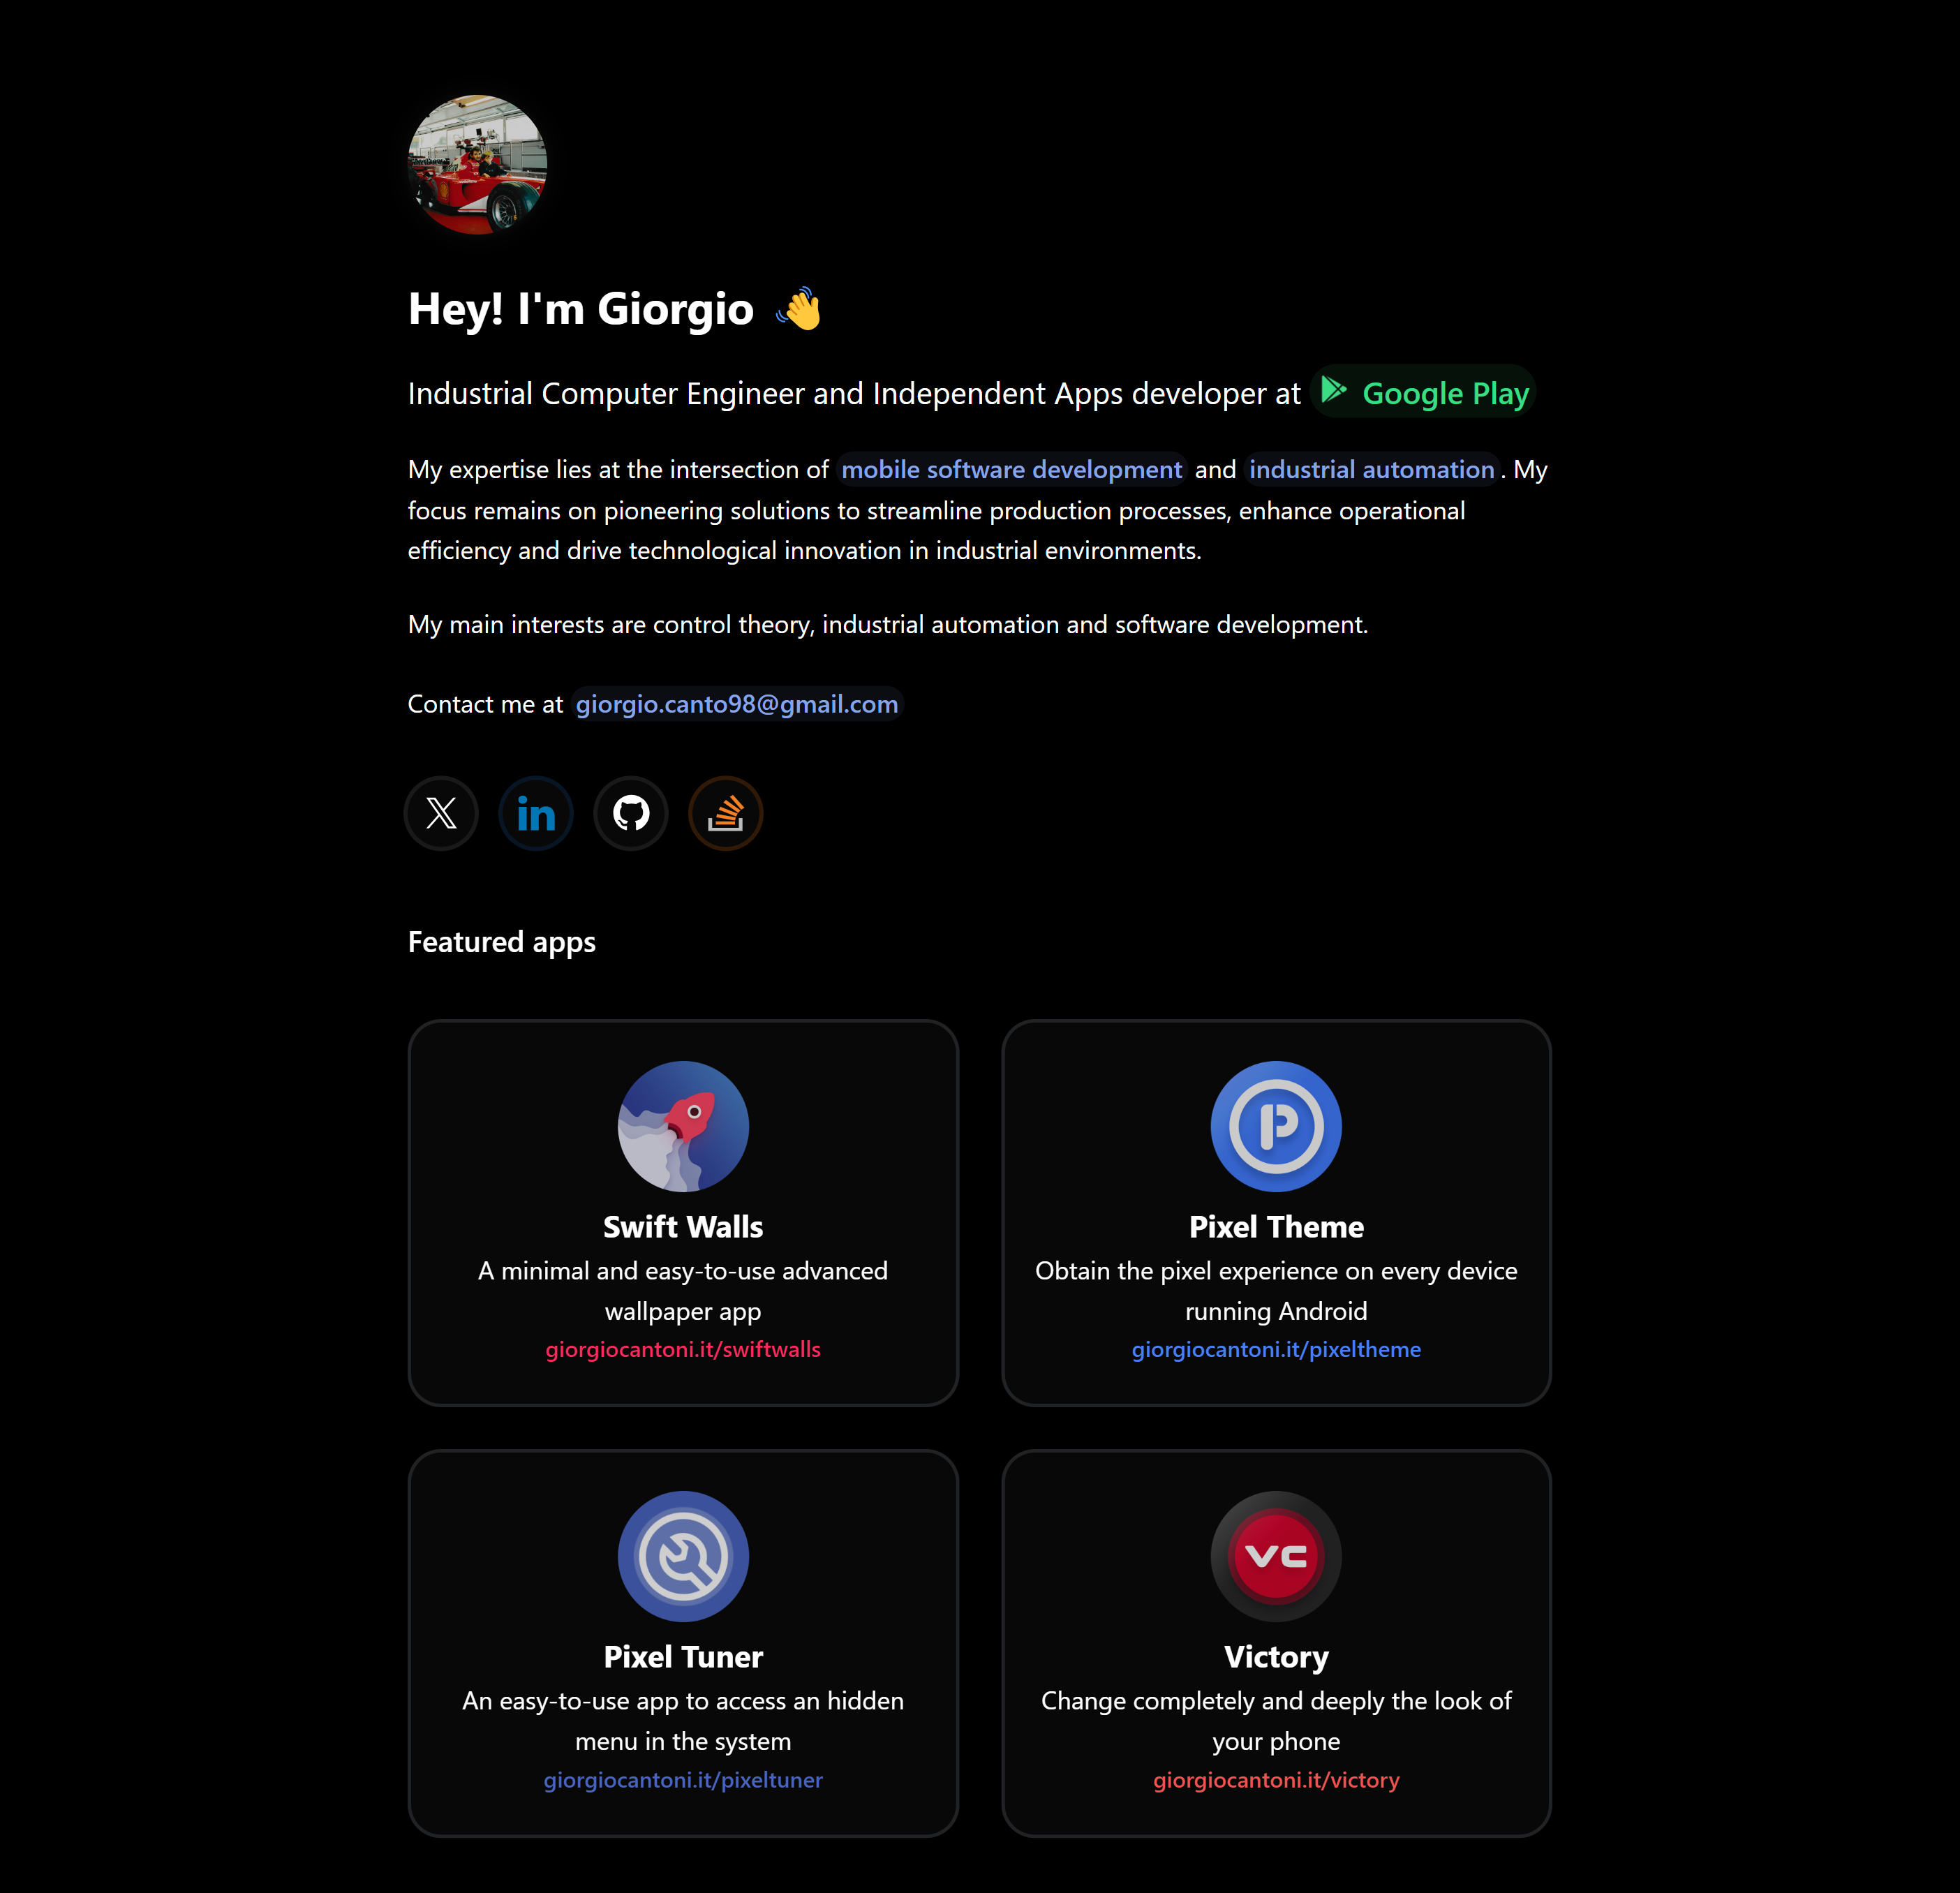 Hey! I'm Giorgio 👋
Industrial Computer Engineer and Independent Apps developer at Google Play
My expertise lies at the intersection of mobile software development and industrial automation. My
focus remains on pioneering solutions to streamline production processes, enhance operational
efficiency and drive technological innovation in industrial environments.
My main interests are control theory, industrial automation and software development.
Contact me at giorgio.canto98@gmail.com
X in
Featured apps
Swift Walls
A minimal and easy-to-use advanced
wallpaper app
giorgiocantoni.it/swiftwalls
P
Pixel Theme
Obtain the pixel experience on every device
running Android
giorgiocantoni.it/pixeltheme
Pixel Tuner
An easy-to-use app to access an hidden
menu in the system
giorgiocantoni.it/pixeltuner
VC
Victory
Change completely and deeply the look of
your phone
giorgiocantoni.it/victory